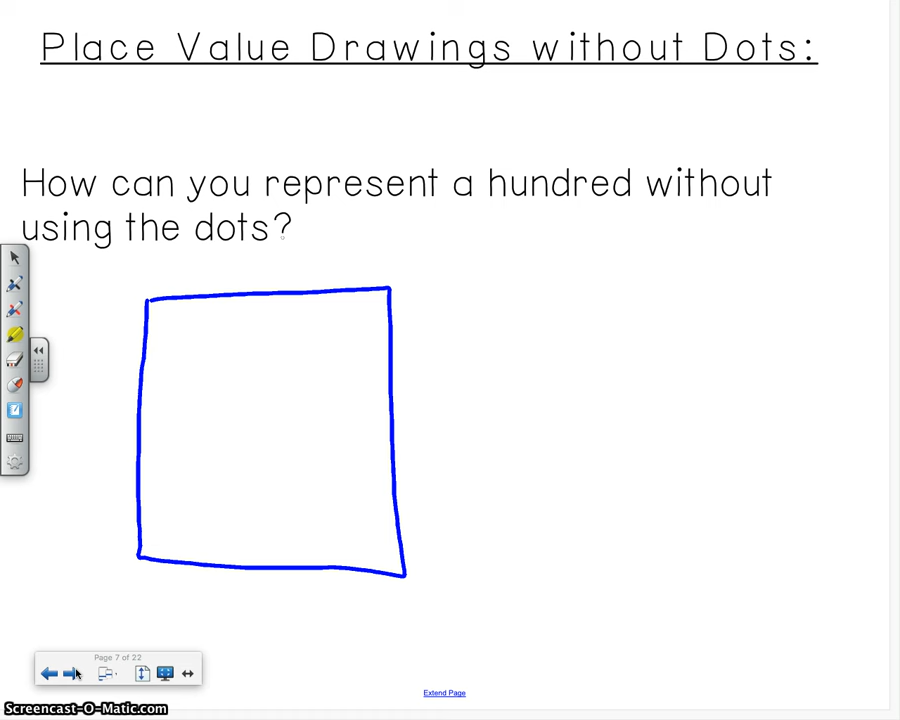 Place Value Drawings without Dots:
How can you represent a hundred without
using the dots?
Page 7 of 22
Extend Page
Screencast-O-Matic.com